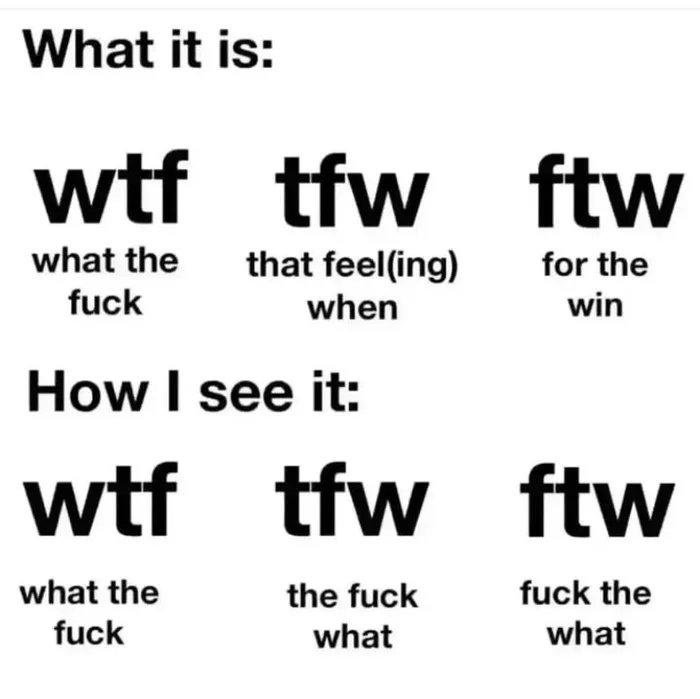 What it is:
wtf tfw ftw
what the that feel(ing) for the
fuck when win
How I see it:
wtf tfw ftw
what the the fuck fuck the
fuck what what